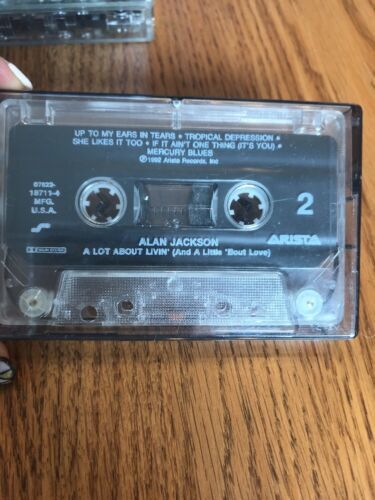 UP TO MY EARS IN TEARS • TROPICAL DEPRESSION •
SHE LIKES IT TOO • IF IT AIN'T ONE THING (IT'S YOU) •
MERCURY BLUES
℗1992 Arista Records, Inc
07822-
18711-4
MFG.
U.S.A.
2
ALAN JACKSON
ARISTA
A LOT ABOUT LIVIN' (And A Little 'Bout Love)